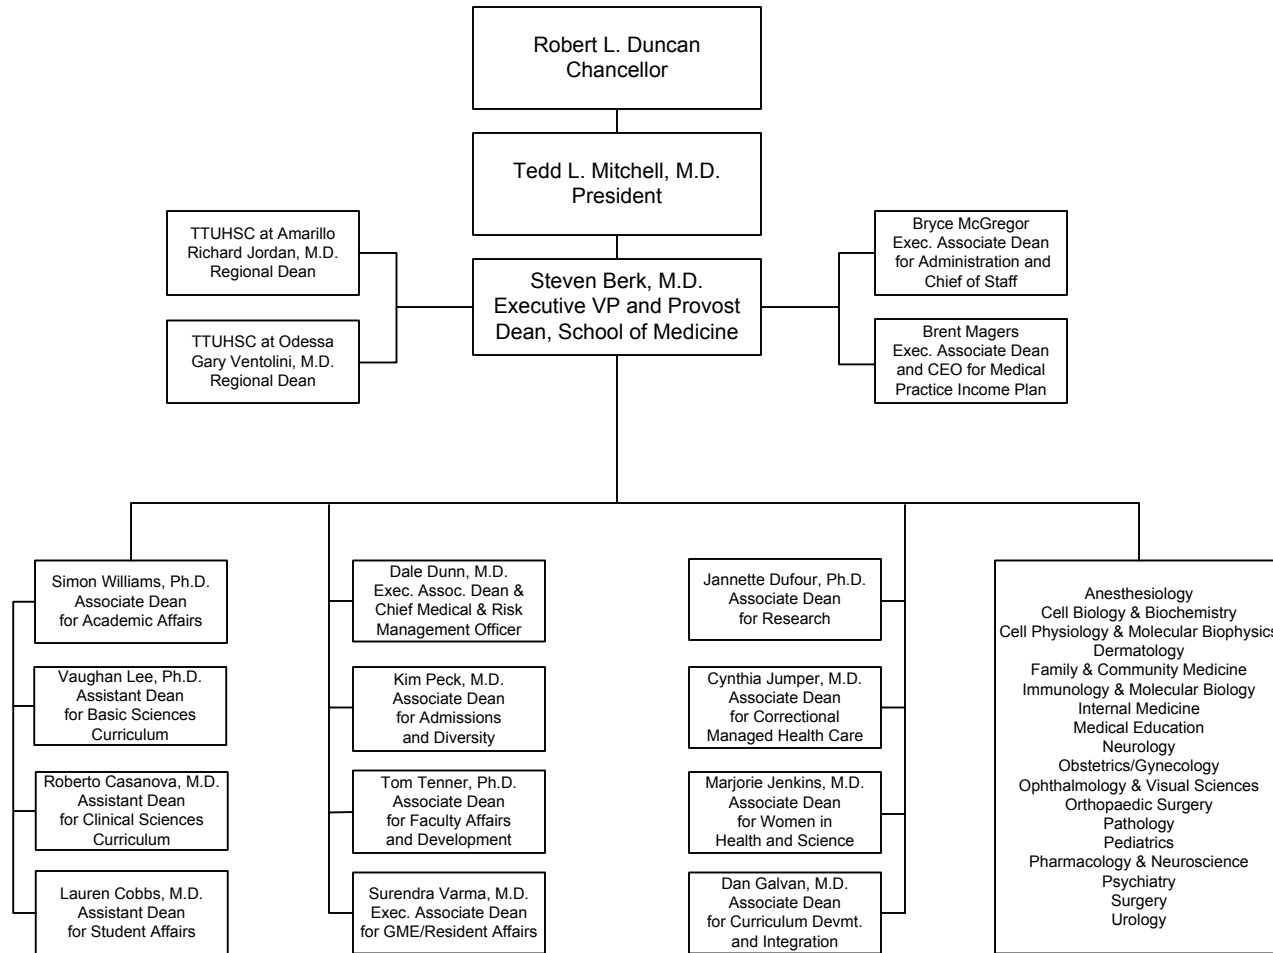 Robert L. Duncan
Chancellor
Tedd L. Mitchell, M.D.
President
TTUHSC at Amarillo
Richard Jordan, M.D.
Regional Dean
Bryce McGregor
Exec. Associate Dean
for Administration and
Chief of Staff
Steven Berk, M.D.
Executive VP and Provost
Dean, School of Medicine
TTUHSC at Odessa
Gary Ventolini, M.D.
Regional Dean
Brent Magers
Exec. Associate Dean
and CEO for Medical
Practice Income Plan
Simon Williams, Ph.D.
Associate Dean
for Academic Affairs
Vaughan Lee, Ph.D.
Assistant Dean
for Basic Sciences
Curriculum
Roberto Casanova, M.D.
Assistant Dean
for Clinical Sciences
Curriculum
Lauren Cobbs, M.D.
Assistant Dean
for Student Affairs
Dale Dunn, M.D.
Exec. Assoc. Dean &
Chief Medical & Risk
Management Officer
Kim Peck, M.D.
Associate Dean
for Admissions
and Diversity
Tom Tenner, Ph.D.
Associate Dean
for Faculty Affairs
and Development
Surendra Varma, M.D.
Exec. Associate Dean
for GME/Resident Affairs
Jannette Dufour, Ph.D.
Associate Dean
for Research
Cynthia Jumper, M.D.
Associate Dean
for Correctional
Managed Health Care
Marjorie Jenkins, M.D.
Associate Dean
for Women in
Health and Science
Dan Galvan, M.D.
Associate Dean
for Curriculum Devmt.
and Integration
Anesthesiology
Cell Biology & Biochemistry
Cell Physiology & Molecular Biophysics
Dermatology
Family & Community Medicine
Immunology & Molecular Biology
Internal Medicine
Medical Education
Neurology
Obstetrics/Gynecology
Ophthalmology & Visual Sciences
Orthopaedic Surgery
Pathology
Pediatrics
Pharmacology & Neuroscience
Psychiatry
Surgery
Urology